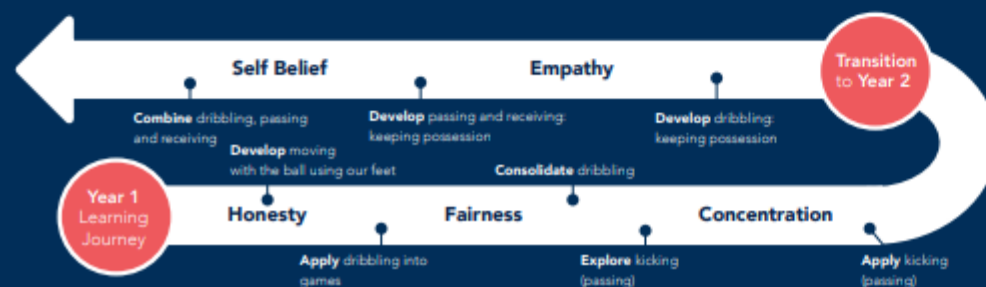 Self Belief
Empathy
Transition
to Year 2
Combine dribbling, passing
and receiving
Develop passing and receiving:
keeping possession
Develop dribbling:
keeping possession
Develop moving
with the ball using our feet
Consolidate dribbling
Year 1
Learning
Journey
Honesty
Fairness
Concentration
Apply dribbling into
games
Explore kicking
(passing)
Apply kicking
(passing)